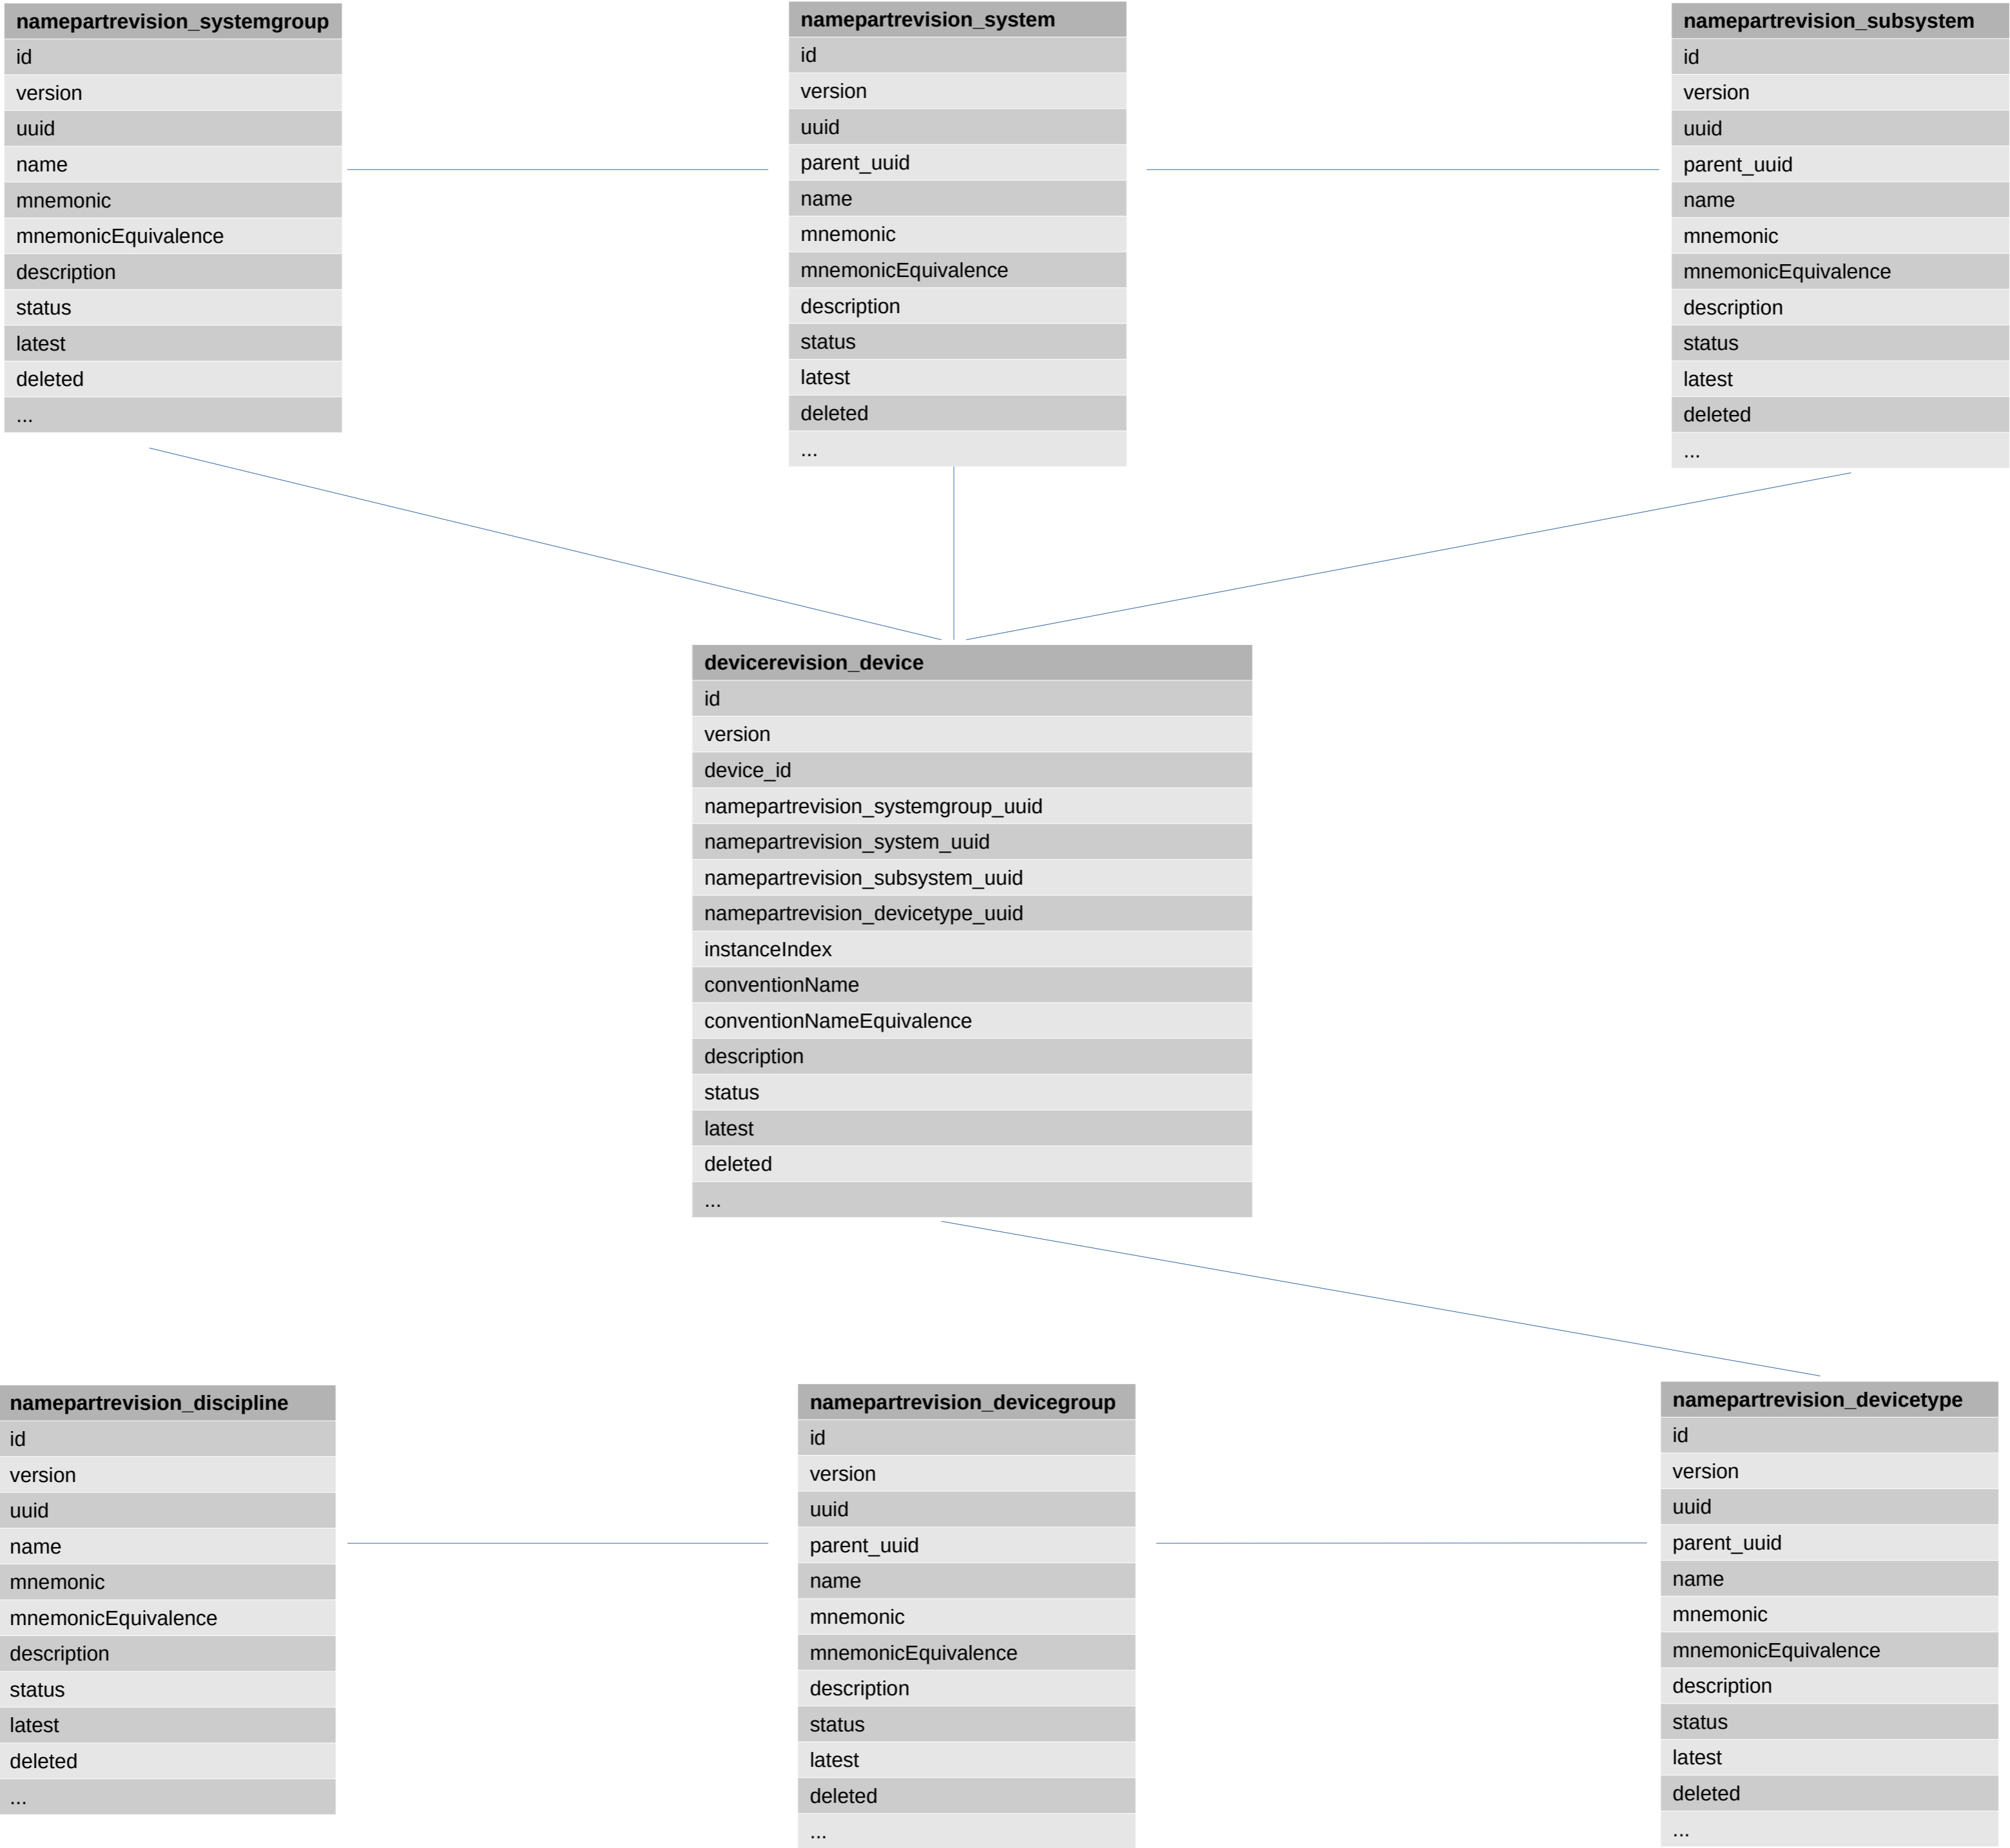 namepartrevision_systemgroup
id
version
uuid
name
mnemonic
mnemonicEquivalence
description
status
latest
deleted
...
namepartrevision_system
id
version
uuid
parent_uuid
name
mnemonic
mnemonicEquivalence
description
status
latest
deleted
...
namepartrevision_subsystem
id
version
uuid
parent_uuid
name
mnemonic
mnemonicEquivalence
description
status
latest
deleted
...
devicerevision_device
id
version
device_id
namepartrevision_systemgroup_uuid
namepartrevision_system_uuid
namepartrevision_subsystem_uuid
namepartrevision_devicetype_uuid
instanceIndex
conventionName
conventionNameEquivalence
description
status
latest
deleted
...
namepartrevision_discipline
id
version
uuid
name
mnemonic
mnemonicEquivalence
description
status
latest
deleted
...
namepartrevision_devicegroup
id
version
uuid
parent_uuid
name
mnemonic
mnemonicEquivalence
description
status
latest
deleted
...
namepartrevision_devicetype
id
version
uuid
parent_uuid
name
mnemonic
mnemonicEquivalence
description
status
latest
deleted
...